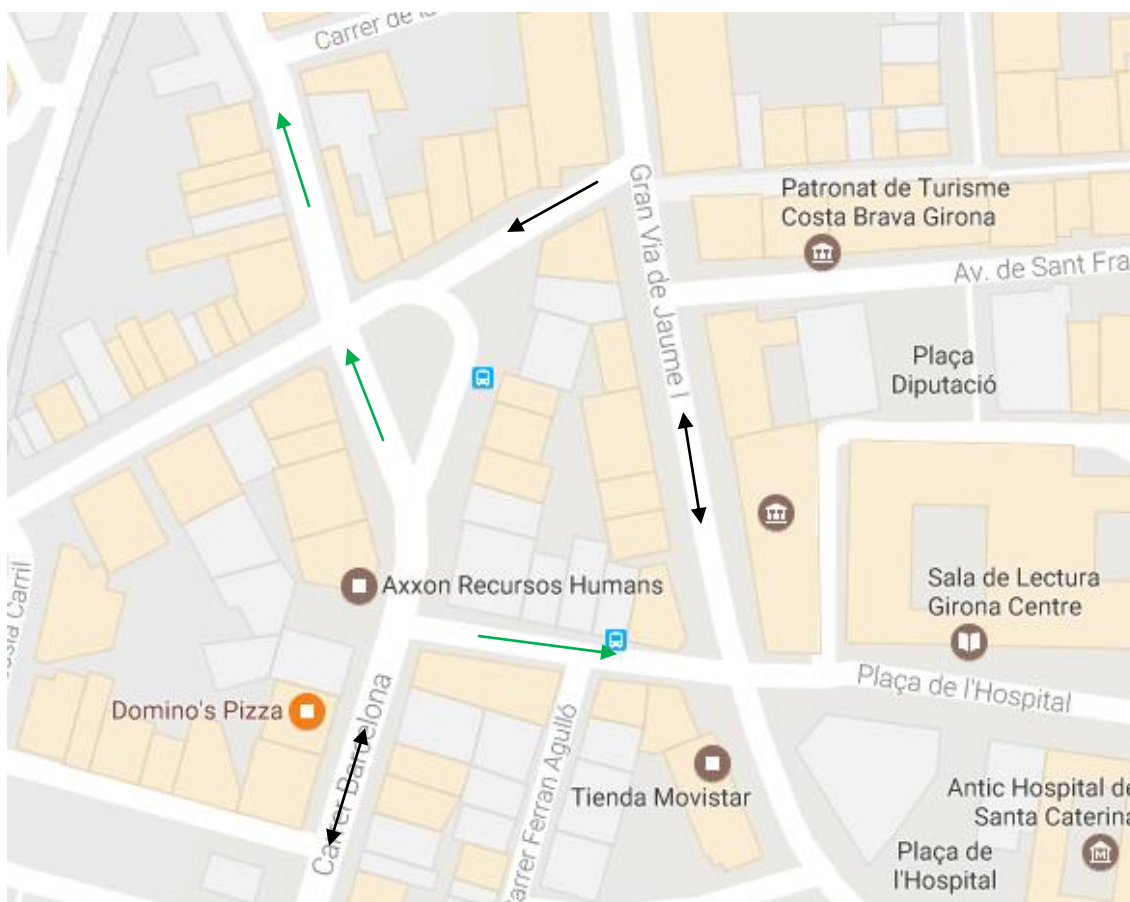 Carrer de
Gran Via de Jaume I
Patronat de Turisme
Costa Brava Girona
Av. de Sant Fra
Plaça
Diputació
Axxon Recursos Humans
Sala de Lectura
Girona Centre
Carril
Plaça de l'Hospital
Domino's Pizza
Carrer Barcelona
Carrer Ferran Agulló
Tienda Movistar
Antic Hospital de
Santa Caterina
Plaça de
l'Hospital